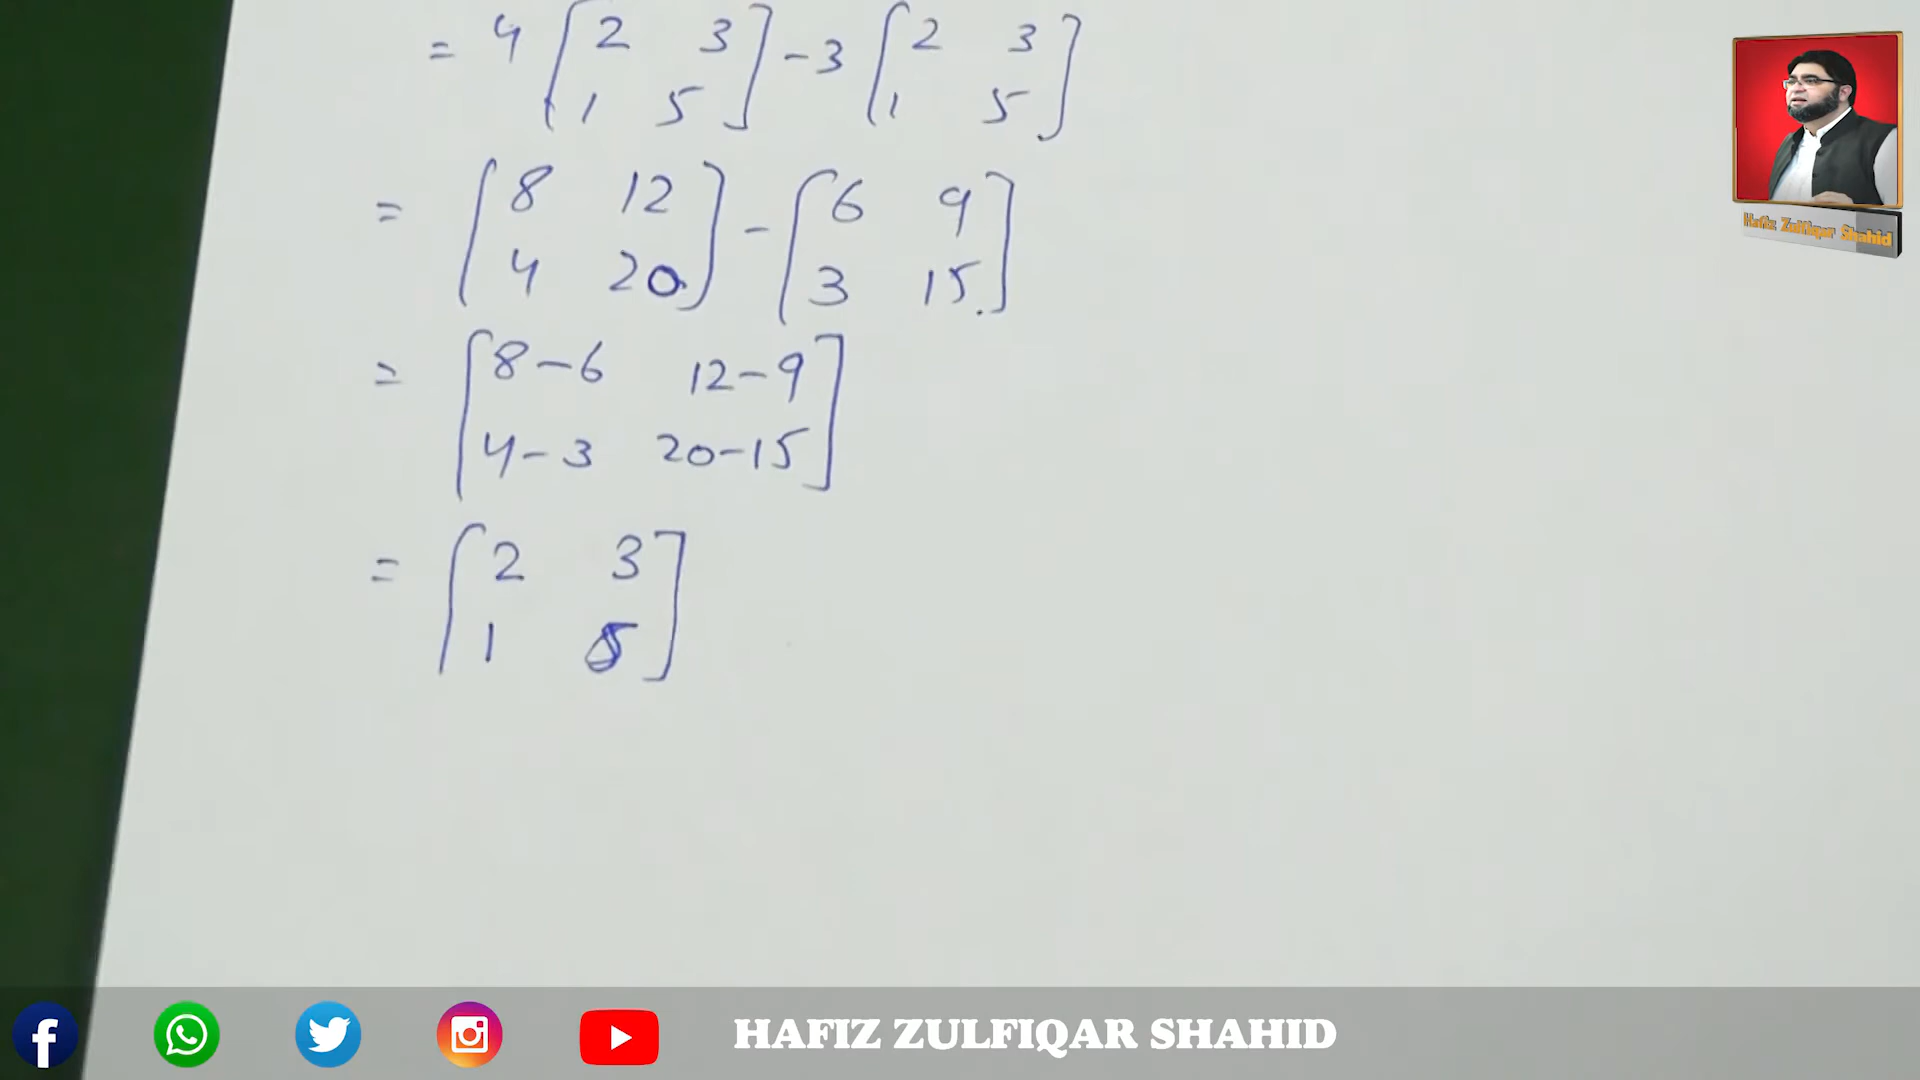 = 4 [2 3] - 3 [2 3]
[1 5] [1 5]
= [8 12] - [6 9]
[4 20] [3 15]
= [8-6 12-9]
[4-3 20-15]
= [2 3]
[1 5]
Hafiz Zulfiqar Shahid
HAFIZ ZULFIQAR SHAHID